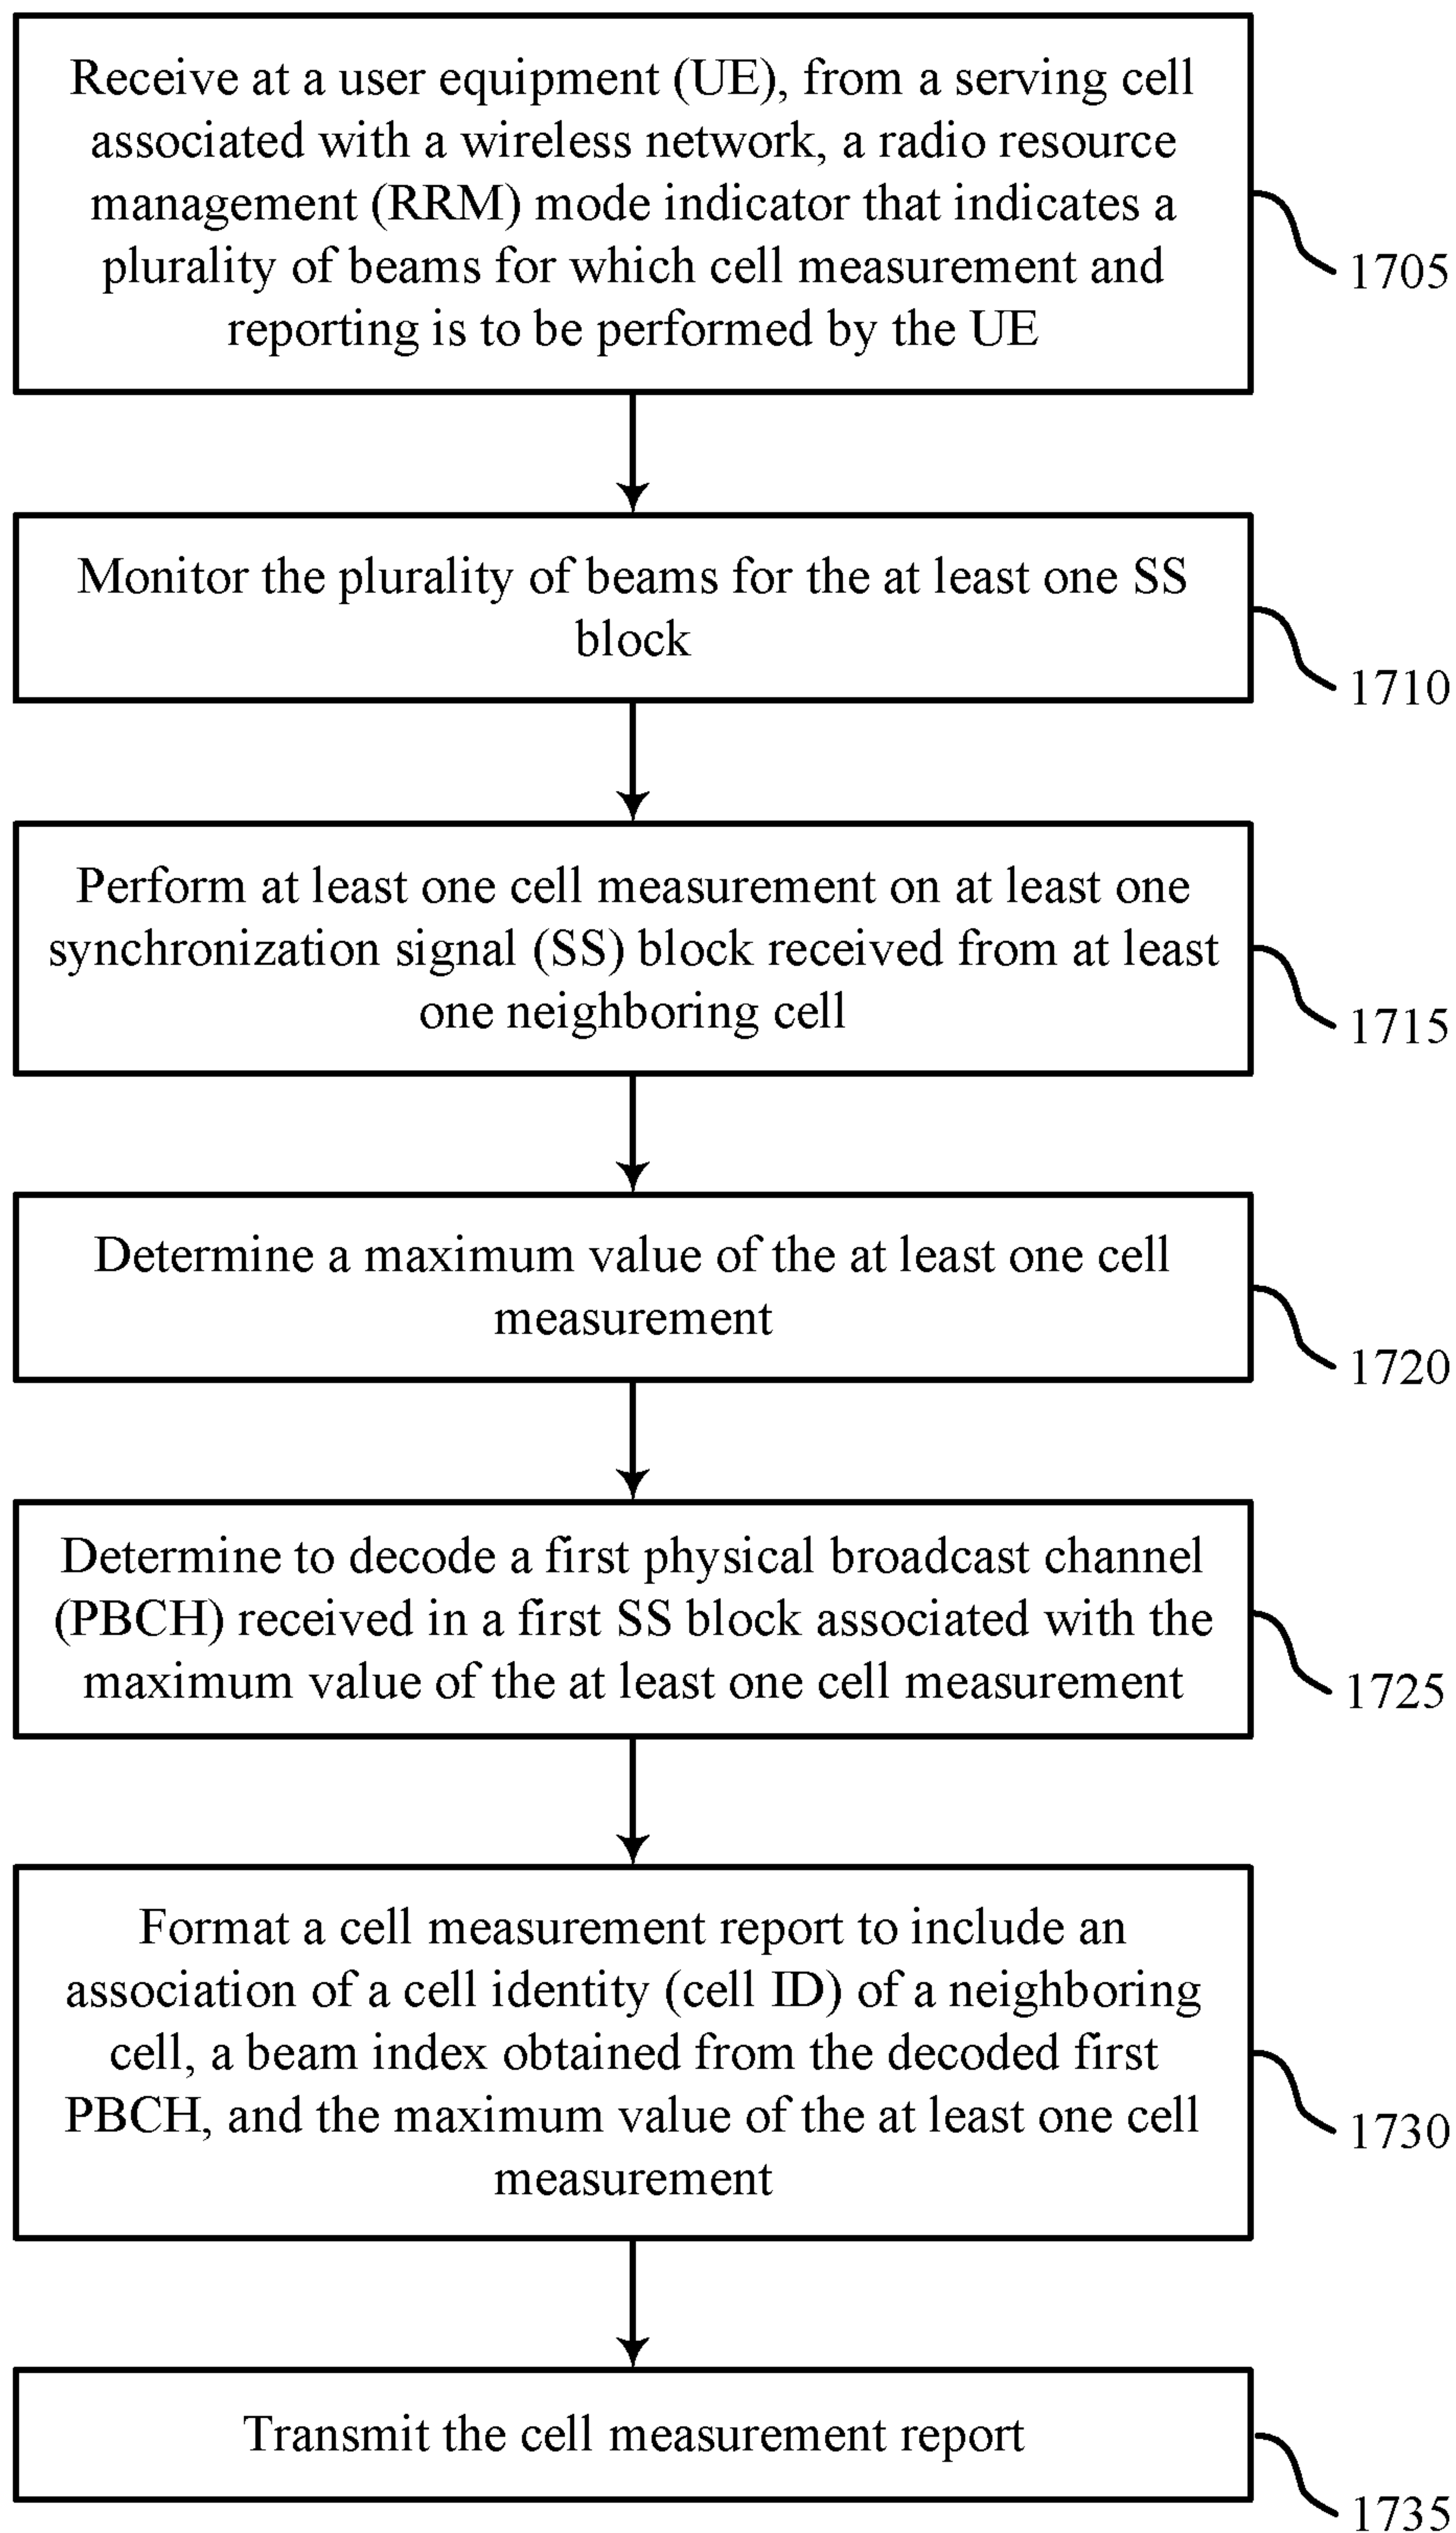 Receive at a user equipment (UE), from a serving cell
associated with a wireless network, a radio resource
management (RRM) mode indicator that indicates a
plurality of beams for which cell measurement and
reporting is to be performed by the UE
1705
Monitor the plurality of beams for the at least one SS
block
1710
Perform at least one cell measurement on at least one
synchronization signal (SS) block received from at least
one neighboring cell
1715
Determine a maximum value of the at least one cell
measurement
1720
Determine to decode a first physical broadcast channel
(PBCH) received in a first SS block associated with the
maximum value of the at least one cell measurement
1725
Format a cell measurement report to include an
association of a cell identity (cell ID) of a neighboring
cell, a beam index obtained from the decoded first
PBCH, and the maximum value of the at least one cell
measurement
1730
Transmit the cell measurement report
1735